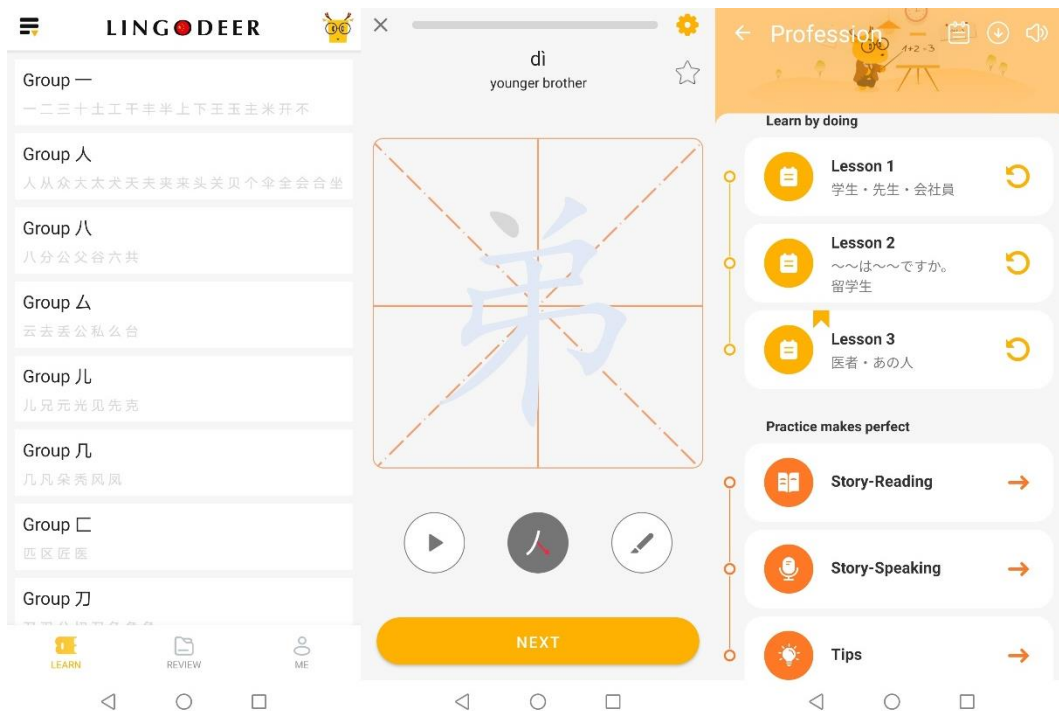 LINGODEER
Group 一
一二三十土工干丰半上下王玉主米开不
Group 人
人从众大太犬天夫夹来头关贝个伞全会合坐
Group 八
八分公父谷六共
Group 厶
云去丢公私么台
Group 儿
儿兄元光见先克
Group 几
几凡朵秃风凤
Group 匚
匹区匠医
Group 刀
LEARN
REVIEW
ME
dì
younger brother
弟
人
NEXT
Profession
1+2-3
Learn by doing
Lesson 1
学生・先生・会社員
Lesson 2
～～は～～ですか。
留学生
Lesson 3
医者・あの人
Practice makes perfect
Story-Reading
Story-Speaking
Tips